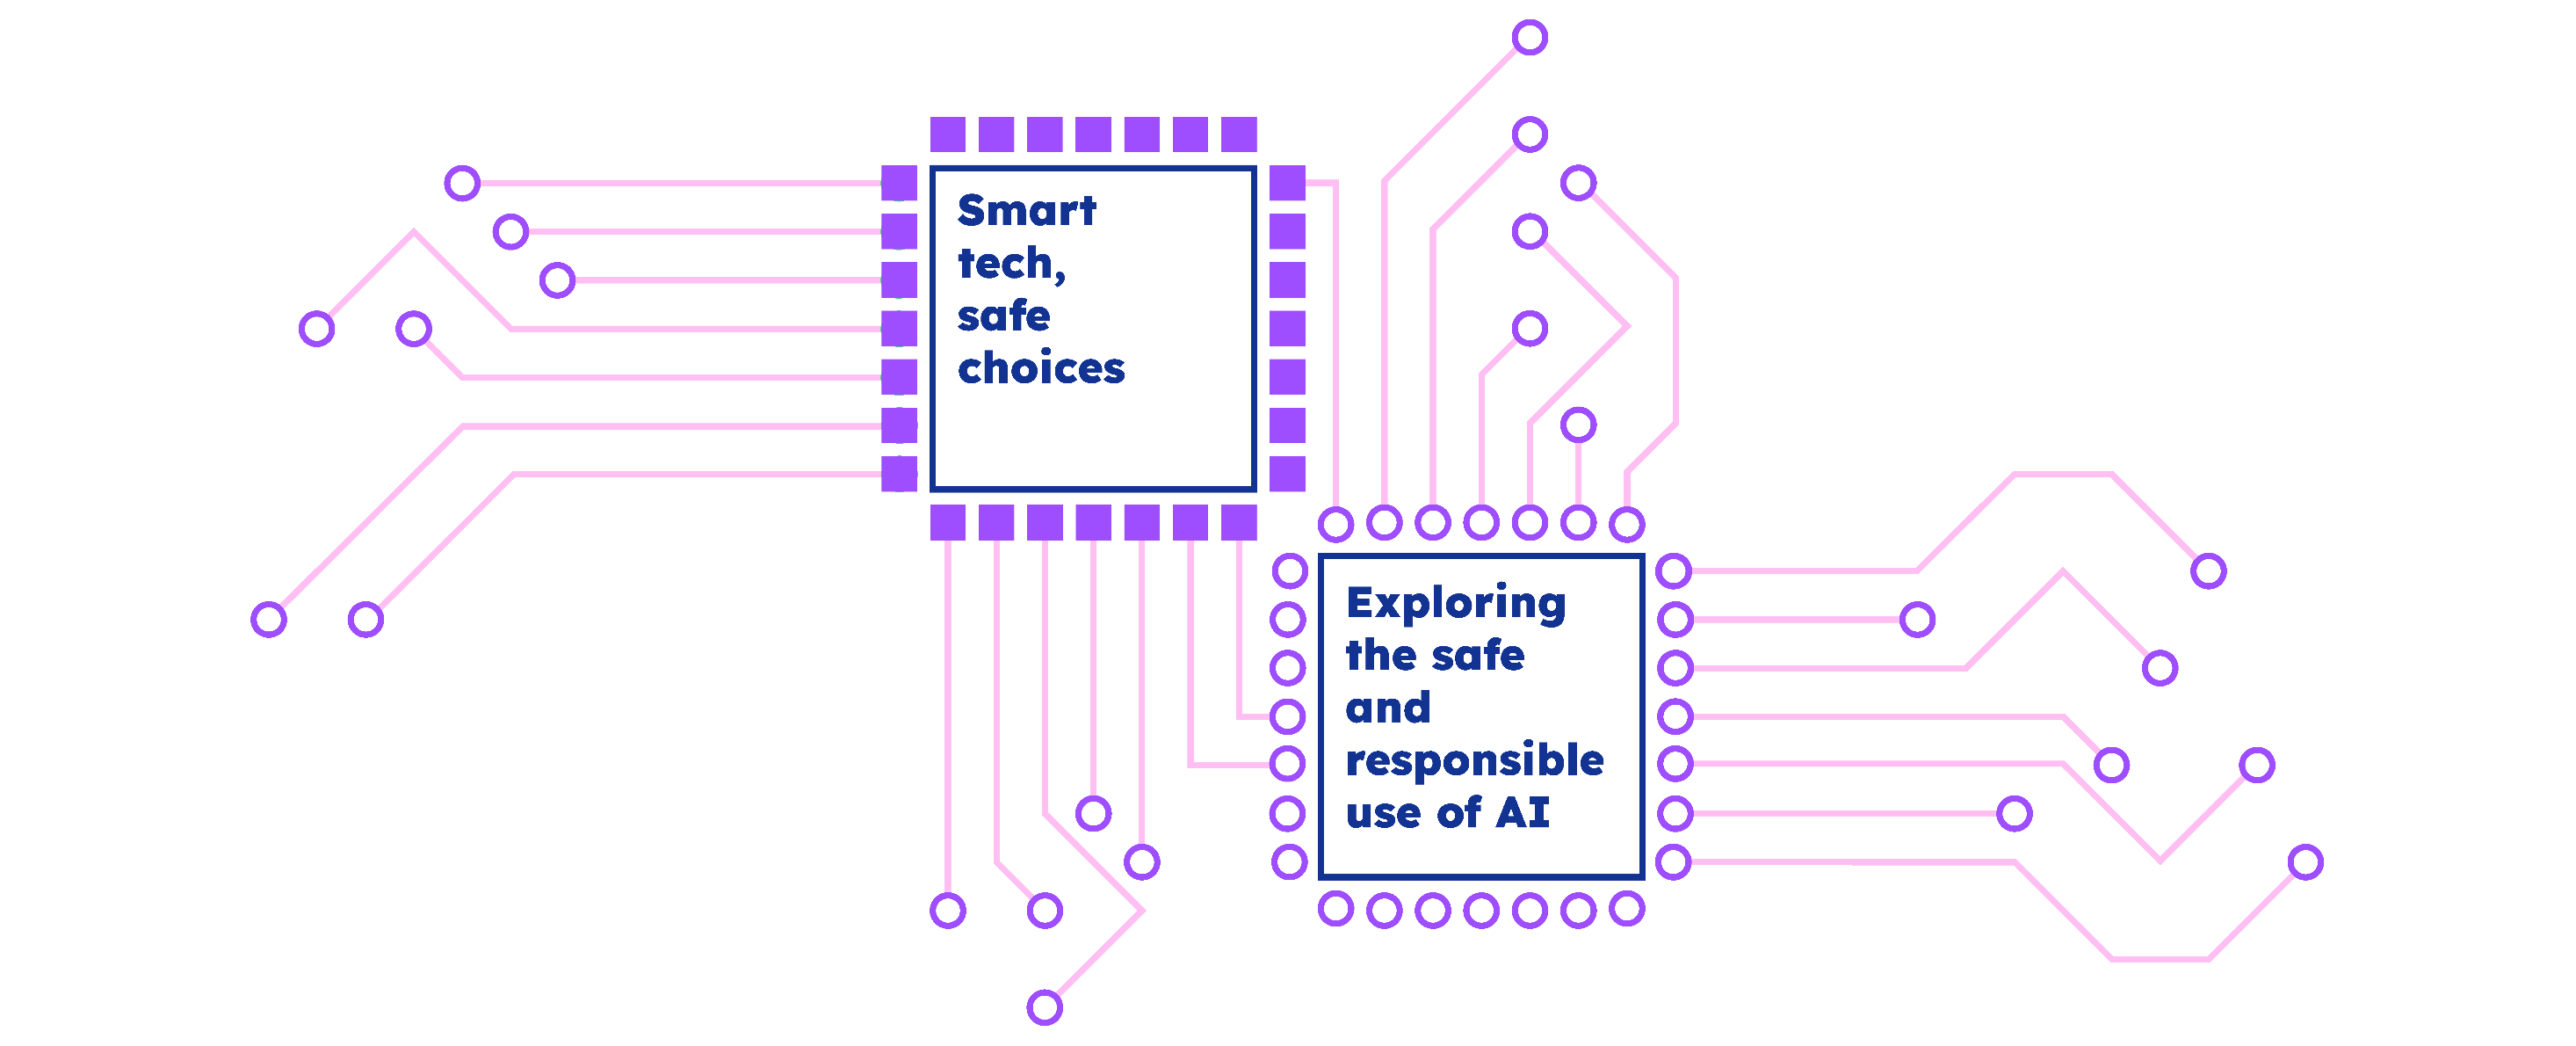 Smart
tech,
safe
choices
Exploring
the safe
and
responsible
use of AI